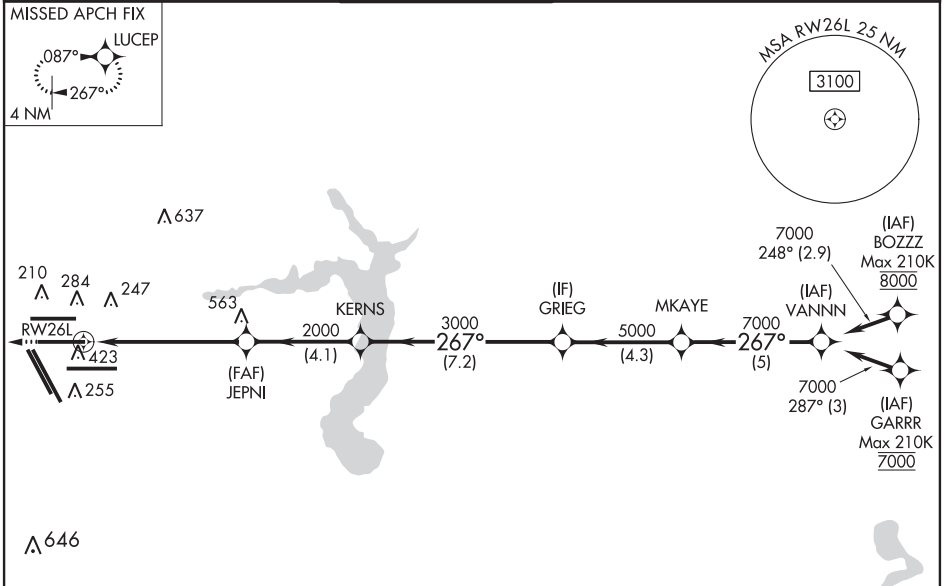 MISSED APCH FIX
LUCEP
087°
267°
4 NM
MSA RW26L 25 NM
3100
637
210
284
247
563
RW26L
423
255
646
(FAF)
JEPNI
2000
(4.1)
KERNS
3000
267°
(7.2)
(IF)
GRIEG
5000
(4.3)
MKAYE
7000
267°
(5)
(IAF)
VANNN
7000
248° (2.9)
(IAF)
BOZZZ
Max 210K
8000
7000
287° (3)
(IAF)
GARRR
Max 210K
7000